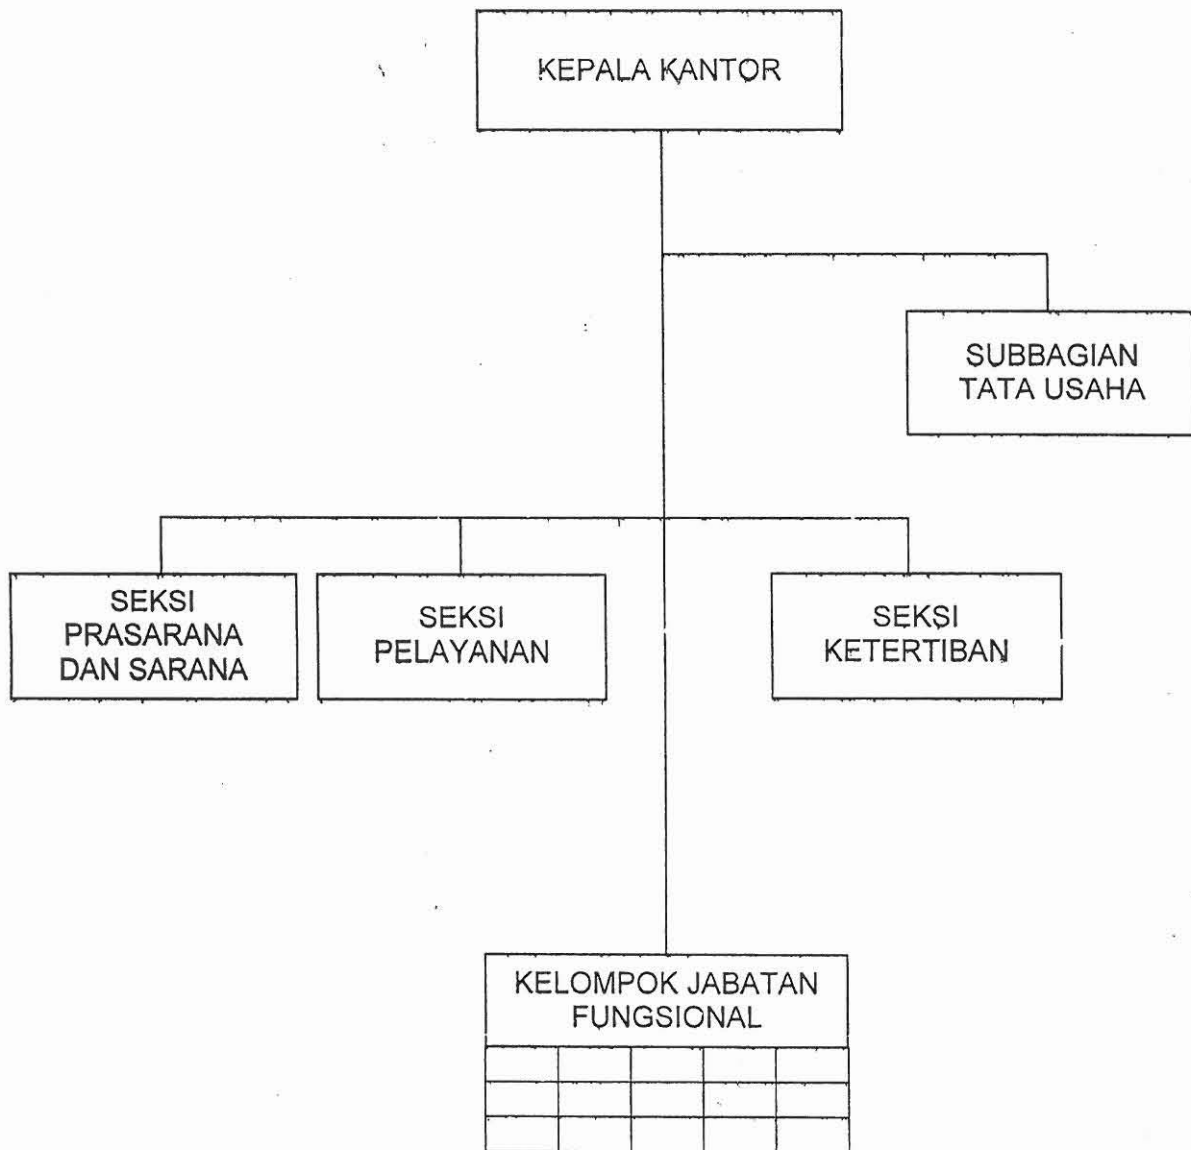 KEPALA KANTOR
SUBBAGIAN
TATA USAHA
SEKSI
PRASARANA
DAN SARANA
SEKSI
PELAYANAN
SEKSI
KETERTIBAN
KELOMPOK JABATAN
FUNGSIONAL